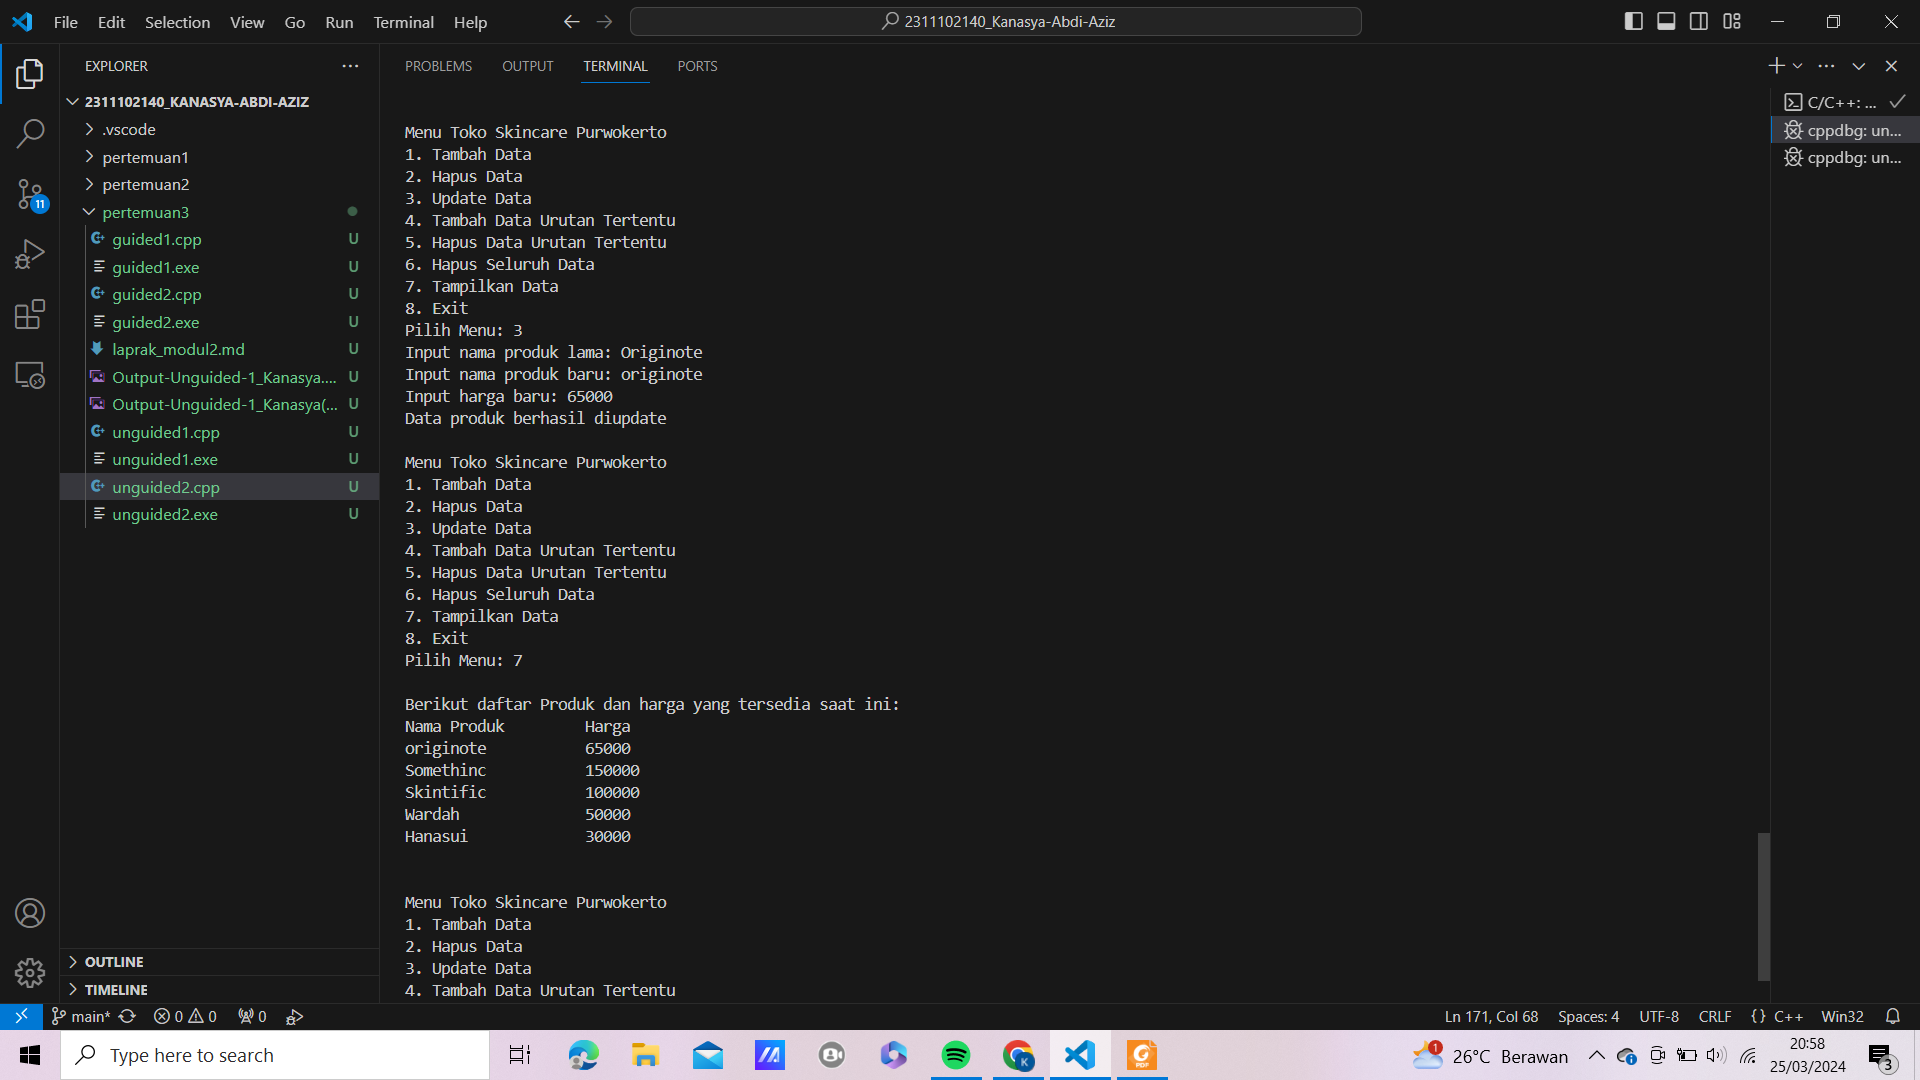 File Edit Selection View Go Run Terminal Help
2311102140_Kanasya-Abdi-Aziz
EXPLORER
2311102140_KANASYA-ABDI-AZIZ
.vscode
pertemuan1
pertemuan2
pertemuan3
guided1.cpp U
guided1.exe U
guided2.cpp U
guided2.exe U
laprak_modul2.md U
Output-Unguided-1_Kanasya.... U
Output-Unguided-1_Kanasya(... U
unguided1.cpp U
unguided1.exe U
unguided2.cpp U
unguided2.exe U
11
OUTLINE
TIMELINE
PROBLEMS OUTPUT TERMINAL PORTS
Menu Toko Skincare Purwokerto
1. Tambah Data
2. Hapus Data
3. Update Data
4. Tambah Data Urutan Tertentu
5. Hapus Data Urutan Tertentu
6. Hapus Seluruh Data
7. Tampilkan Data
8. Exit
Pilih Menu: 3
Input nama produk lama: Originote
Input nama produk baru: originote
Input harga baru: 65000
Data produk berhasil diupdate
Menu Toko Skincare Purwokerto
1. Tambah Data
2. Hapus Data
3. Update Data
4. Tambah Data Urutan Tertentu
5. Hapus Data Urutan Tertentu
6. Hapus Seluruh Data
7. Tampilkan Data
8. Exit
Pilih Menu: 7
Berikut daftar Produk dan harga yang tersedia saat ini:
Nama Produk Harga
originote 65000
Somethinc 150000
Skintific 100000
Wardah 50000
Hanasui 30000
Menu Toko Skincare Purwokerto
1. Tambah Data
2. Hapus Data
3. Update Data
4. Tambah Data Urutan Tertentu
C/C++: ...
cppdbg: un...
cppdbg: un...
main* 0 0 0
Ln 171, Col 68 Spaces: 4 UTF-8 CRLF {} C++ Win32
Type here to search
K
PDF
1
26°C Berawan
20:58
25/03/2024
3